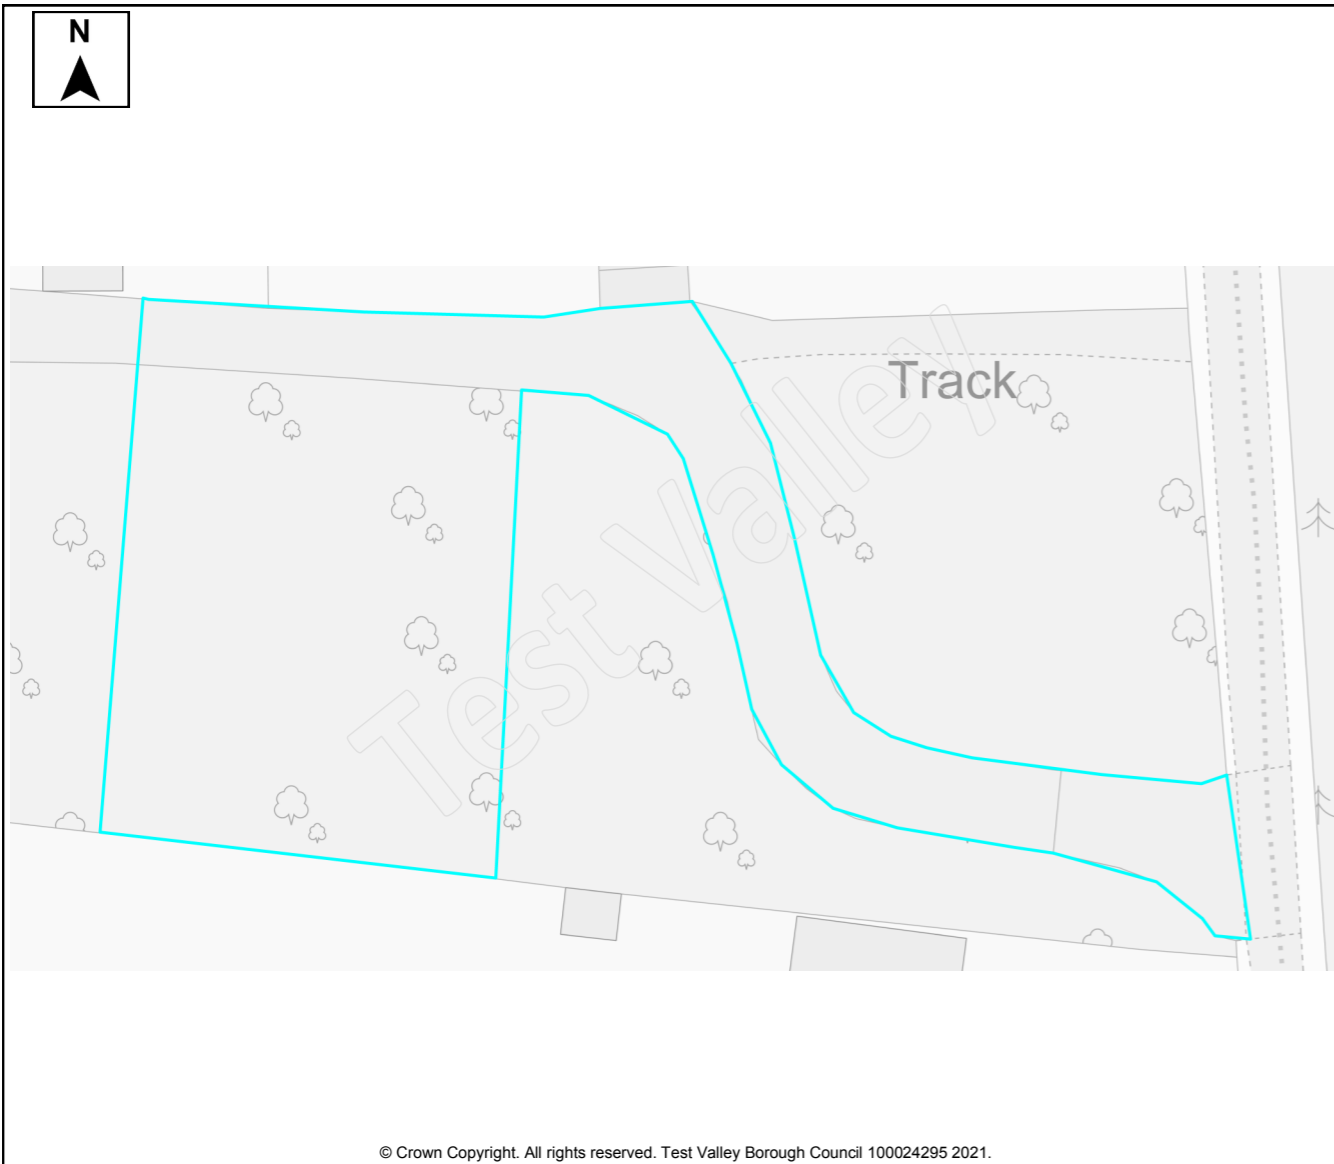 N
Track
Test Valley
© Crown Copyright. All rights reserved. Test Valley Borough Council 100024295 2021.